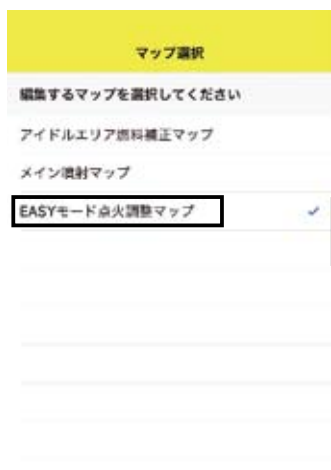 マップ選択
編集するマップを選択してください
アイドルエリア燃料補正マップ
メイン噴射マップ
EASYモード点火調整マップ